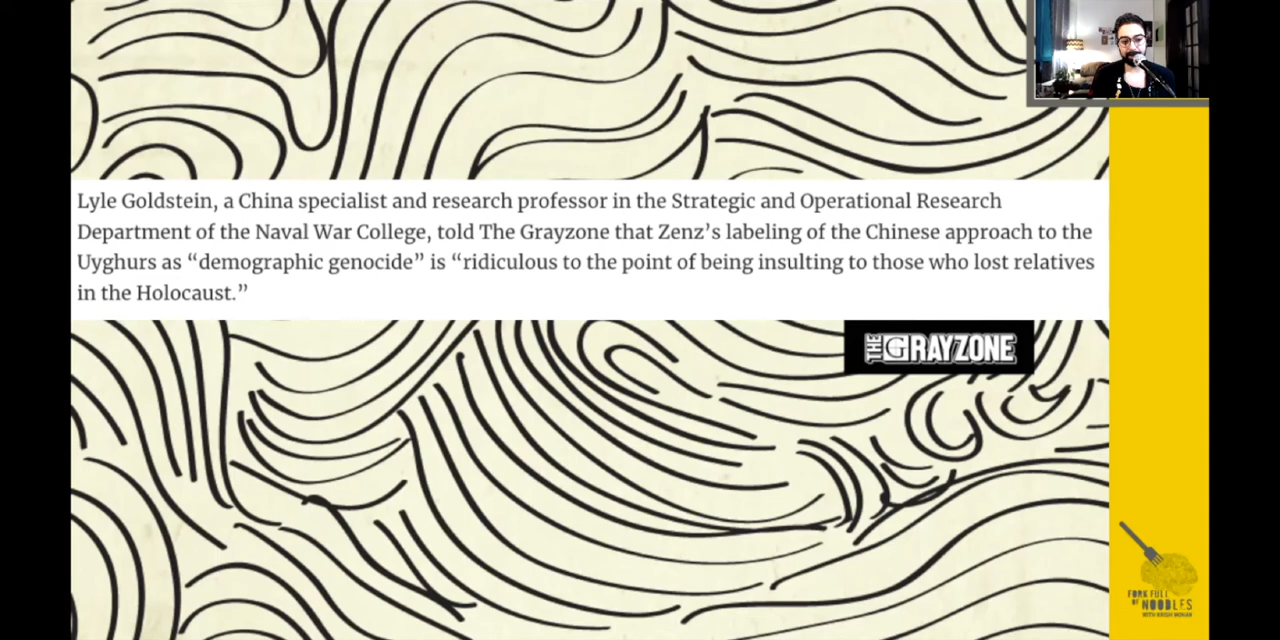 Lyle Goldstein, a China specialist and research professor in the Strategic and Operational Research
Department of the Naval War College, told The Grayzone that Zenz’s labeling of the Chinese approach to the
Uyghurs as “demographic genocide” is “ridiculous to the point of being insulting to those who lost relatives
in the Holocaust.”
THE GRAYZONE
FORK FULL
OF NOODLES
WITH KRISH MOHAN